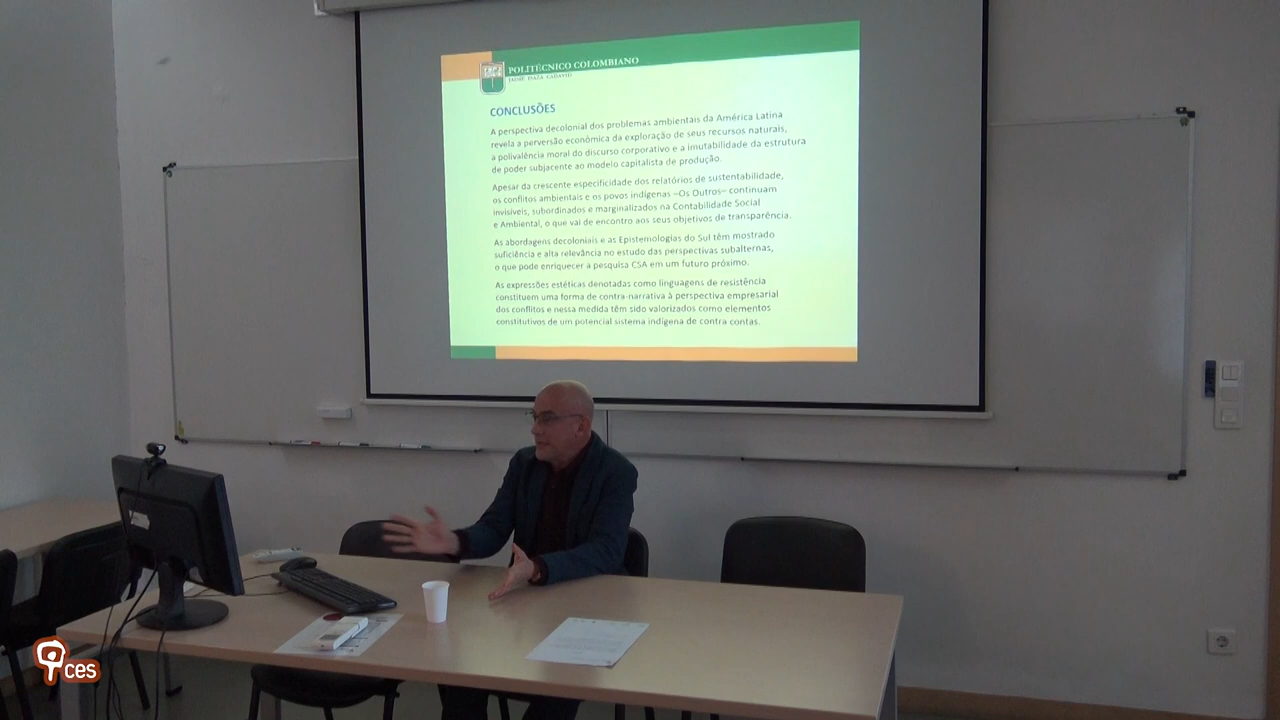 POLITÉCNICO COLOMBIANO
JAIME ISAZA CADAVID
CONCLUSÕES
A perspectiva decolonial dos problemas ambientais da América Latina
revela a perversão econômica da exploração de seus recursos naturais,
a polivalência moral do discurso corporativo e a imutabilidade da estrutura
de poder subjacente ao modelo capitalista de produção.
Apesar da crescente especificidade dos relatórios de sustentabilidade,
os conflitos ambientais e os povos indígenas –Os Outros– continuam
invisíveis, subordinados e marginalizados na Contabilidade Social
e Ambiental, o que vai de encontro aos seus objetivos de transparência.
As abordagens decoloniais e as Epistemologias do Sul têm mostrado
suficiência e alta relevância no estudo das perspectivas subalternas,
o que pode enriquecer a pesquisa CSA em um futuro próximo.
As expressões estéticas denotadas como linguagens de resistência
constituem uma forma de contra-narrativa à perspectiva empresarial
dos conflitos e nessa medida têm sido valorizados como elementos
constitutivos de um potencial sistema indígena de contra contas.
ces